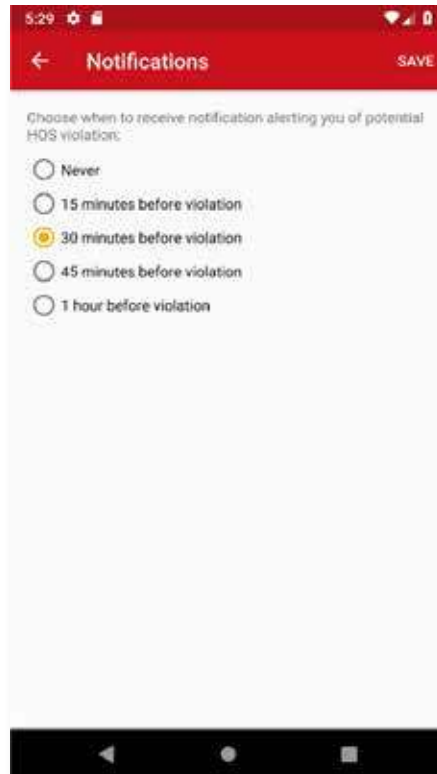 5:29
Notifications
SAVE
Choose when to receive notification alerting you of potential
HOS violation:
Never
15 minutes before violation
30 minutes before violation
45 minutes before violation
1 hour before violation